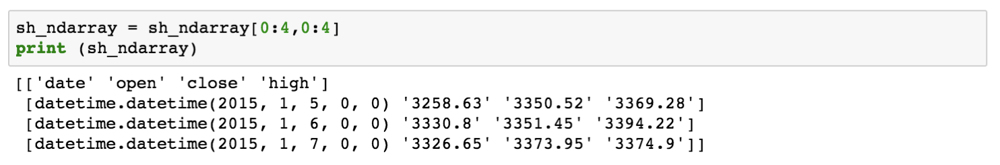 sh_ndarray = sh_ndarray[0:4,0:4]
print (sh_ndarray)
[['date' 'open' 'close' 'high']
 [datetime.datetime(2015, 1, 5, 0, 0) '3258.63' '3350.52' '3369.28']
 [datetime.datetime(2015, 1, 6, 0, 0) '3330.8' '3351.45' '3394.22']
 [datetime.datetime(2015, 1, 7, 0, 0) '3326.65' '3373.95' '3374.9']]